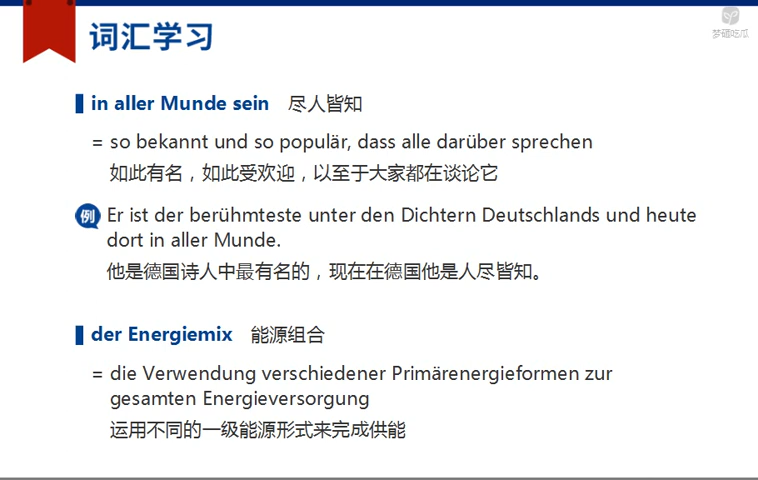 梦硒吃瓜
词汇学习
in aller Munde sein 尽人皆知
= so bekannt und so populär, dass alle darüber sprechen
如此有名，如此受欢迎，以至于大家都在谈论它
例 Er ist der berühmteste unter den Dichtern Deutschlands und heute
dort in aller Munde.
他是德国诗人中最有名的，现在在德国他是人尽皆知。
der Energiemix 能源组合
= die Verwendung verschiedener Primärenergieformen zur
gesamten Energieversorgung
运用不同的一级能源形式来完成供能